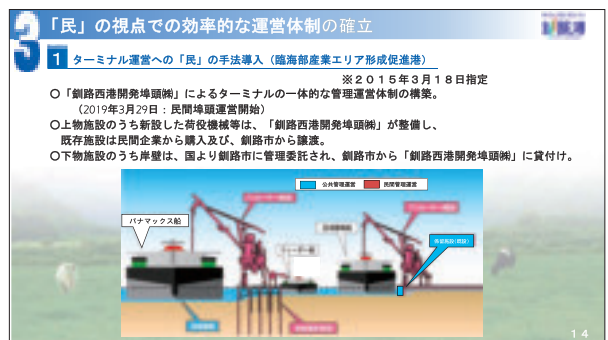 3 「民」の視点での効率的な運営体制の確立
1 ターミナル運営への「民」の手法導入（臨海部産業エリア形成促進港）
※２０１５年３月１８日指定
○「釧路西港開発埠頭㈱」によるターミナルの一体的な管理運営体制の構築。
（2019年3月29日：民間埠頭運営開始）
○上物施設のうち新設した荷役機械等は、「釧路西港開発埠頭㈱」が整備し、
既存施設は民間企業から購入及び、釧路市から譲渡。
○下物施設のうち岸壁は、国より釧路市に管理委託され、釧路市から「釧路西港開発埠頭㈱」に貸付け。
公共管理運営 民間管理運営
パナマックス船
14